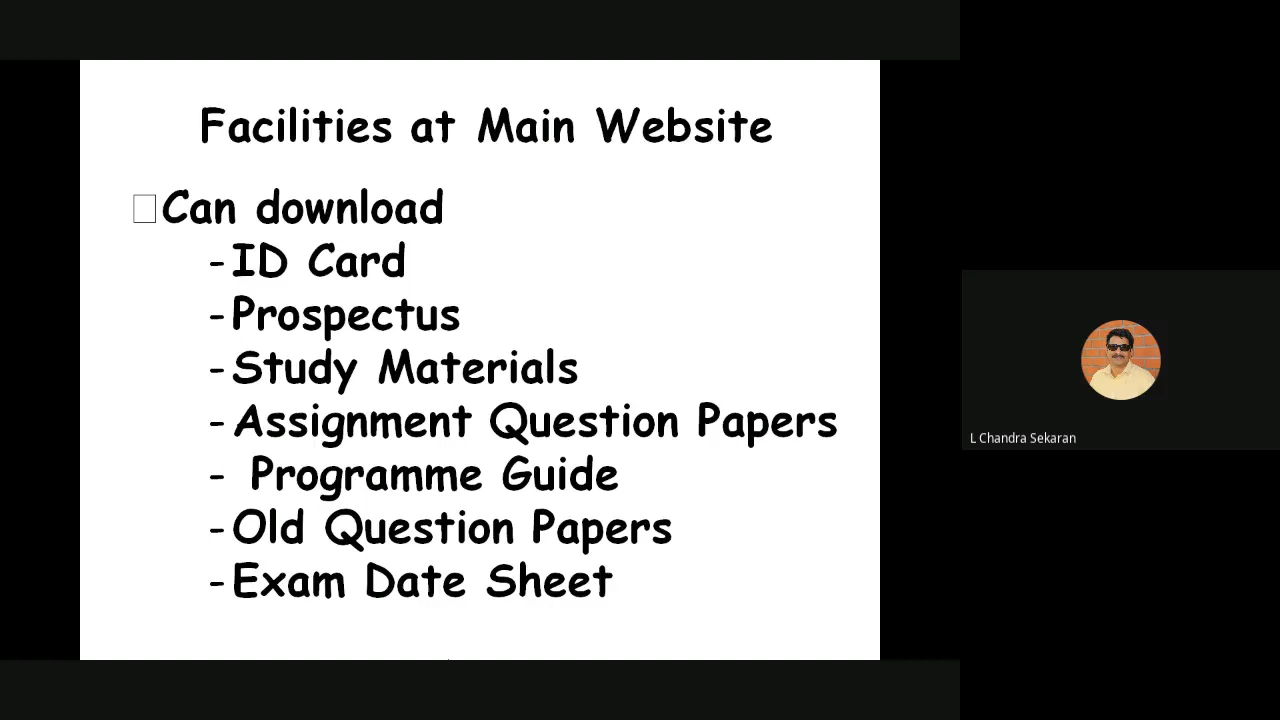 Facilities at Main Website
Can download
-ID Card
-Prospectus
-Study Materials
-Assignment Question Papers
- Programme Guide
-Old Question Papers
-Exam Date Sheet
L Chandra Sekaran